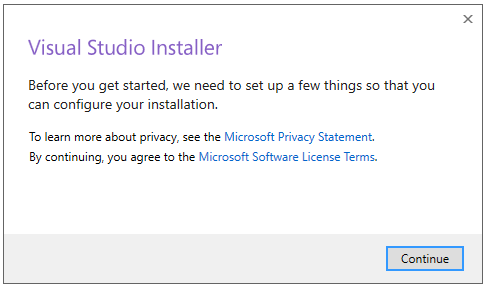 Visual Studio Installer
Before you get started, we need to set up a few things so that you
can configure your installation.
To learn more about privacy, see the Microsoft Privacy Statement.
By continuing, you agree to the Microsoft Software License Terms.
Continue